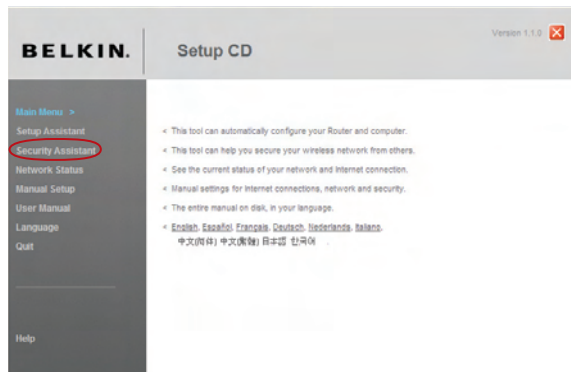 Version 1.1.0
BELKIN.
Setup CD
Main Menu >
Setup Assistant
Security Assistant
Network Status
Manual Setup
User Manual
Language
Quit
Help
< This tool can automatically configure your Router and computer.
< This tool can help you secure your wireless network from others.
< See the current status of your network and Internet connection.
< Manual settings for Internet connections, network and security.
< The entire manual on disk, in your language.
< English, Español, Français, Deutsch, Nederlands, Italiano,
中文(简体) 中文(繁體) 日本語 한국어